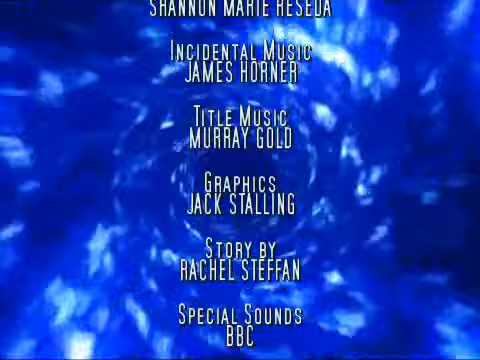 SHANNON MARIE RESEDA
INCIDENTAL MUSIC
JAMES HORNER
TITLE MUSIC
MURRAY GOLD
GRAPHICS
JACK STALLING
STORY BY
RACHEL STEFFAN
SPECIAL SOUNDS
BBC